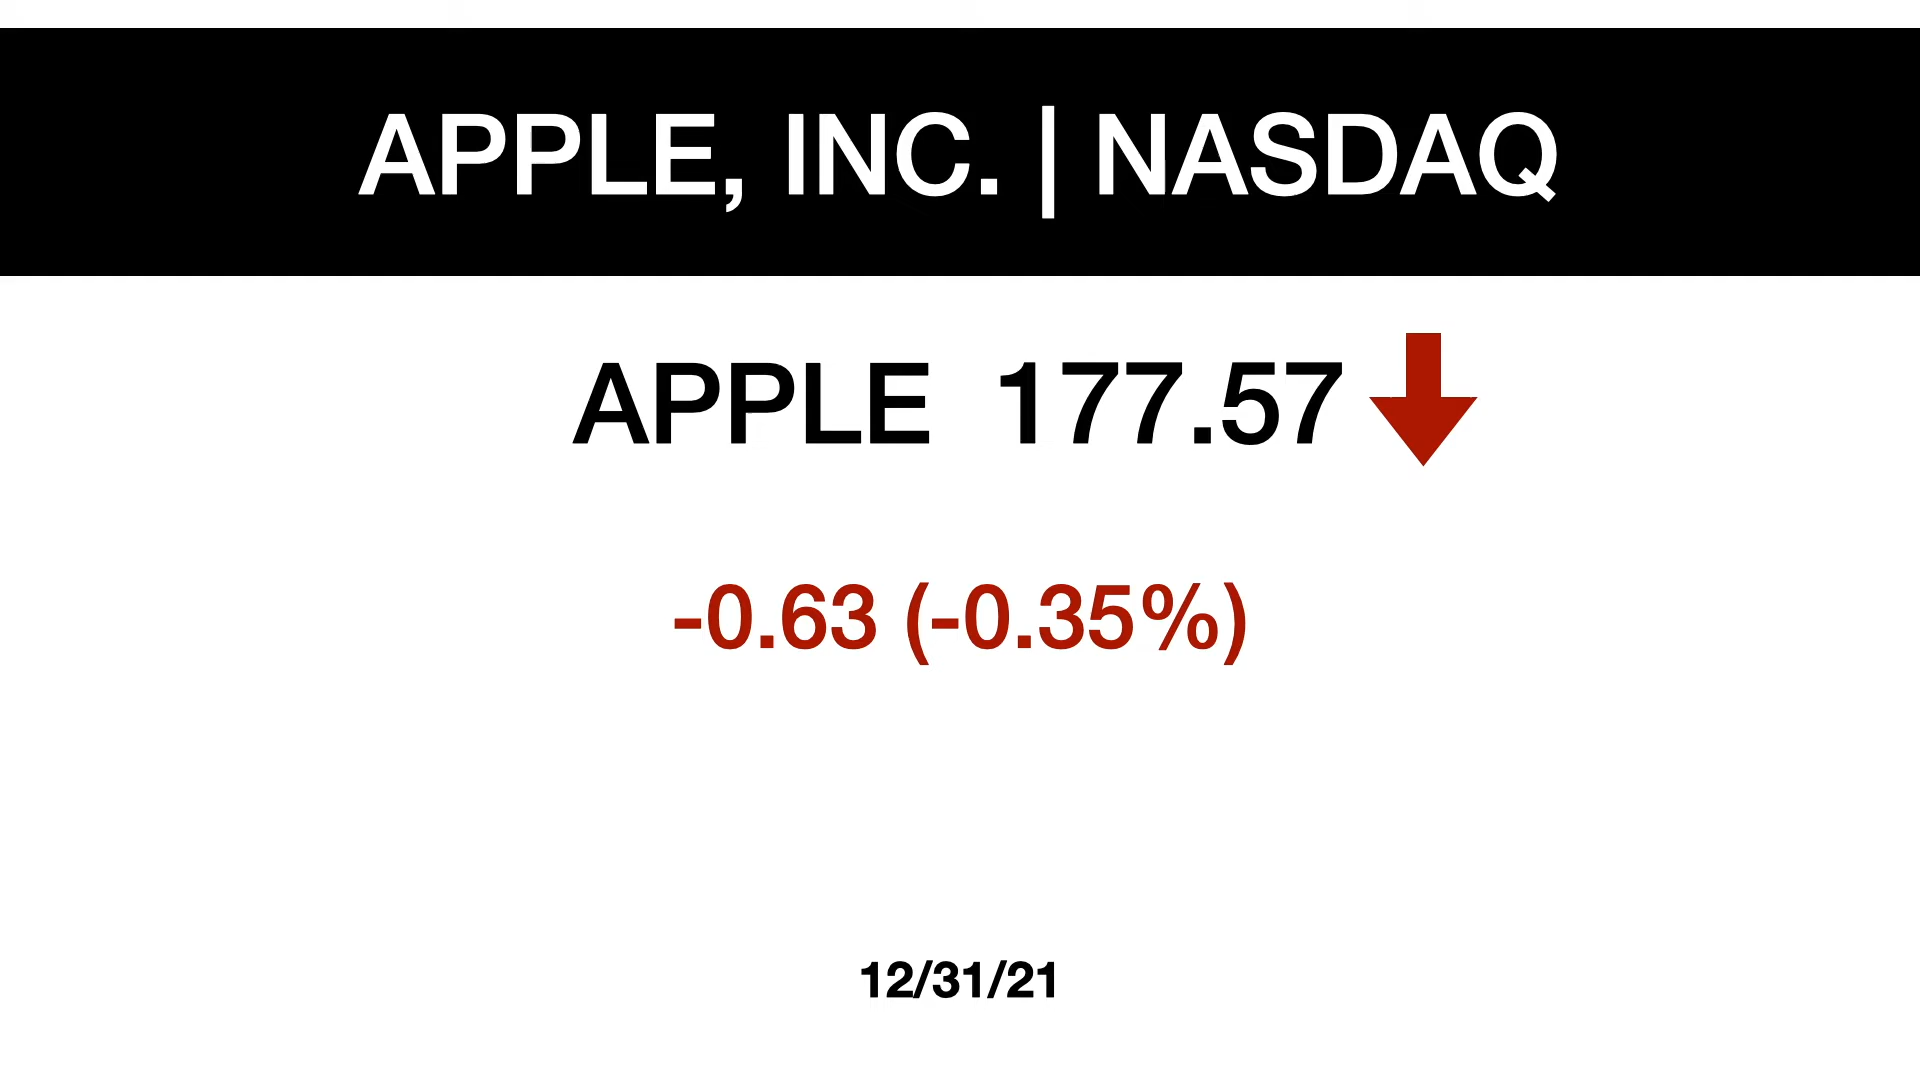 APPLE, INC. | NASDAQ
APPLE 177.57
-0.63 (-0.35%)
12/31/21